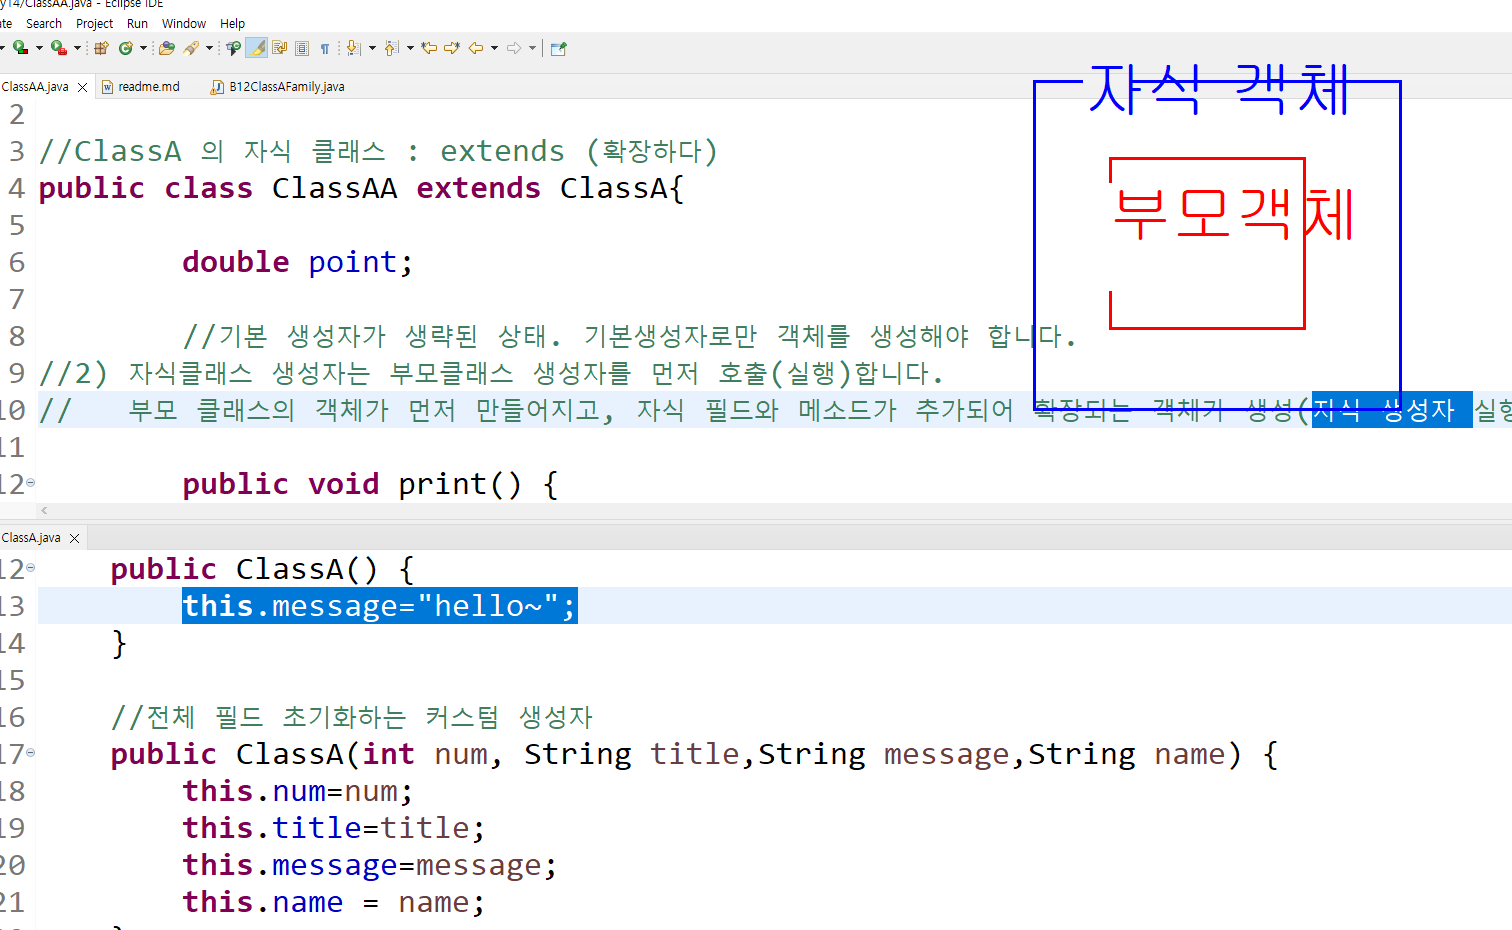 y14/ClassAA.java - Eclipse IDE
ate Search Project Run Window Help
ClassAA.java readme.md B12ClassAFamily.java
자식 객체
부모객체
2
3 //ClassA 의 자식 클래스 : extends (확장하다)
4 public class ClassAA extends ClassA{
5
6 double point;
7
8 //기본 생성자가 생략된 상태. 기본생성자로만 객체를 생성해야 합니다.
9 //2) 자식클래스 생성자는 부모클래스 생성자를 먼저 호출(실행)합니다.
10 // 부모 클래스의 객체가 먼저 만들어지고, 자식 필드와 메소드가 추가되어 확장되는 객체가 생성(자식 생성자 실행
11
12 public void print() {
ClassA.java
12 public ClassA() {
13 this.message="hello~";
14 }
15
16 //전체 필드 초기화하는 커스텀 생성자
17 public ClassA(int num, String title,String message,String name) {
18 this.num=num;
19 this.title=title;
20 this.message=message;
21 this.name = name;